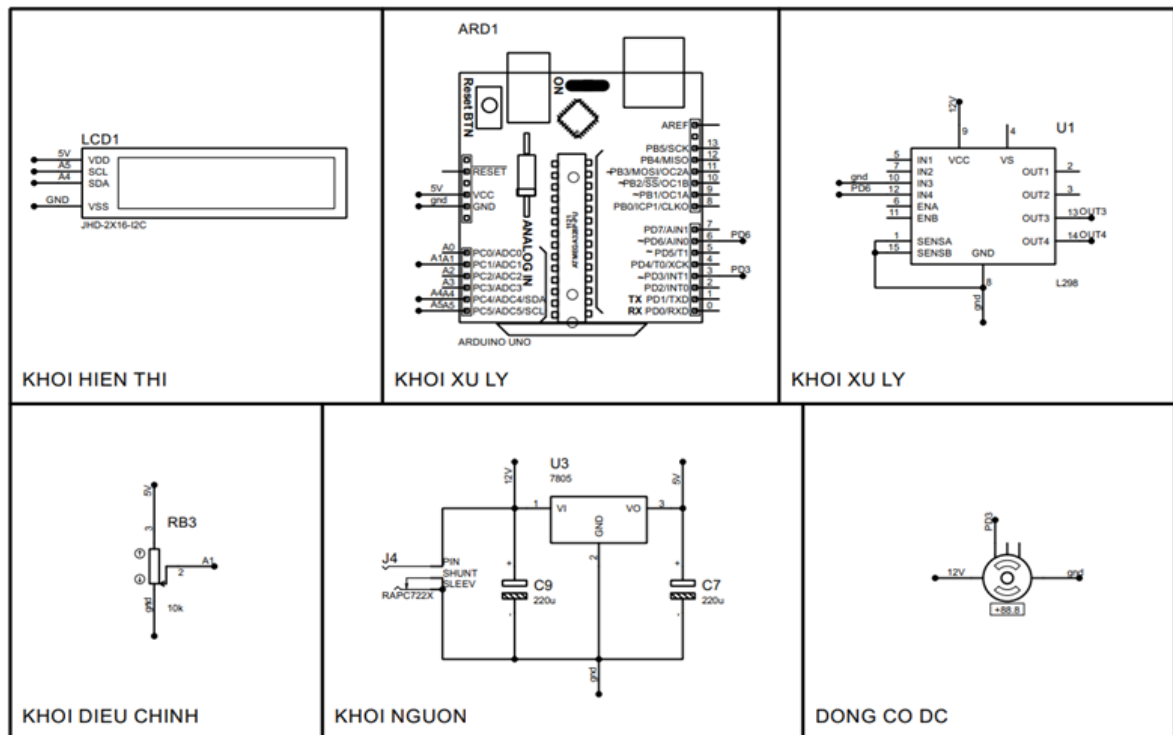 LCD1
5V VDD
A5 SCL
A4 SDA
GND VSS
JHD-2X16-I2C
KHOI HIEN THI
ARD1
Reset BTN
ON
RESET
5V VCC
gnd GND
ANALOG IN
A0 PC0/ADC0
A1A1 PC1/ADC1
A2 PC2/ADC2
A3 PC3/ADC3
A4A4 PC4/ADC4/SDA
A5A5 PC5/ADC5/SCL
1121
AREF
PB5/SCK 13
PB4/MISO 12
~PB3/MOSI/OC2A 11
~PB2/SS/OC1B 10
~PB1/OC1A 9
PB0/ICP1/CLKO 8
PD7/AIN1 7
~PD6/AIN0 6 PD6
~PD5/T1 5
PD4/T0/XCK 4
~PD3/INT1 3 PD3
PD2/INT0 2
TX PD1/TXD 1
RX PD0/RXD 0
ARDUINO UNO
KHOI XU LY
U1
12V
9
4
VCC
VS
5 IN1
7 IN2
gnd 10 IN3
PD6 12 IN4
6 ENA
11 ENB
1 SENSA
15 SENSB
GND
8
gnd
OUT1 2
OUT2 3
OUT3 13 OUT3
OUT4 14 OUT4
L298
KHOI XU LY
5V
3
RB3
2 A1
gnd
10k
KHOI DIEU CHINH
U3
7805
12V
5V
1 VI
VO 3
GND
2
J4
PIN
SHUNT
SLEEV
RAPC722X
+
C9
220u
-
+
C7
220u
-
gnd
KHOI NGUON
PD3
12V
gnd
+88.8
DONG CO DC